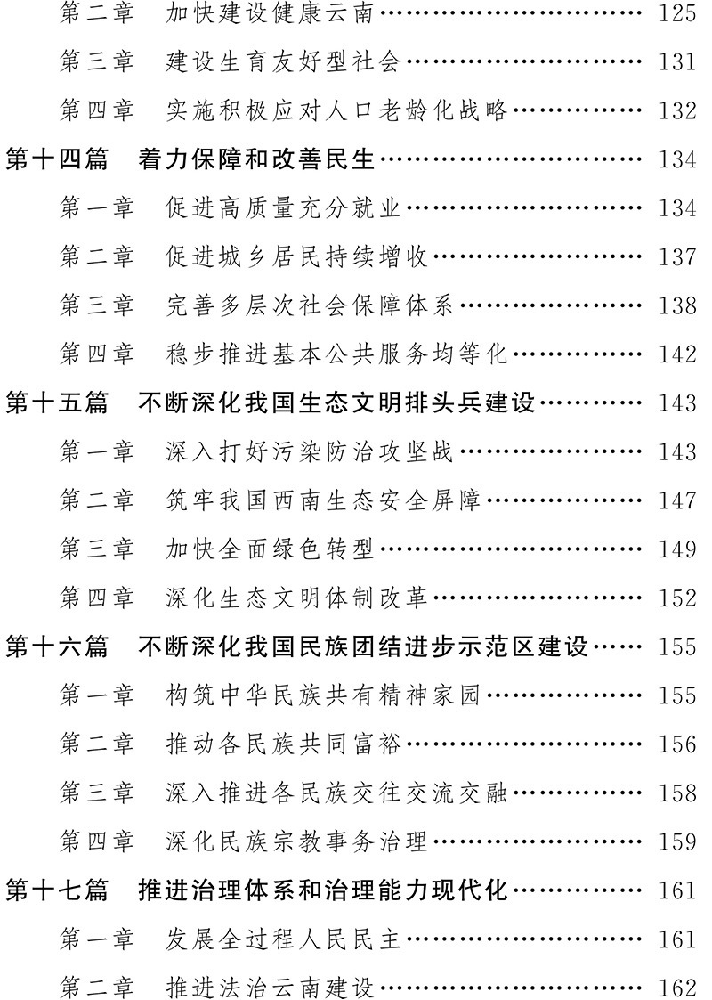 第二章　加快建设健康云南………………………… 125
第三章　建设生育友好型社会……………………… 131
第四章　实施积极应对人口老龄化战略…………… 132
第十四篇　着力保障和改善民生………………………… 134
第一章　促进高质量充分就业……………………… 134
第二章　促进城乡居民持续增收…………………… 137
第三章　完善多层次社会保障体系………………… 138
第四章　稳步推进基本公共服务均等化…………… 142
第十五篇　不断深化我国生态文明排头兵建设………… 143
第一章　深入打好污染防治攻坚战………………… 143
第二章　筑牢我国西南生态安全屏障……………… 147
第三章　加快全面绿色转型………………………… 149
第四章　深化生态文明体制改革…………………… 152
第十六篇　不断深化我国民族团结进步示范区建设…… 155
第一章　构筑中华民族共有精神家园……………… 155
第二章　推动各民族共同富裕……………………… 156
第三章　深入推进各民族交往交流交融…………… 158
第四章　深化民族宗教事务治理…………………… 159
第十七篇　推进治理体系和治理能力现代化…………… 161
第一章　发展全过程人民民主……………………… 161
第二章　推进法治云南建设………………………… 162